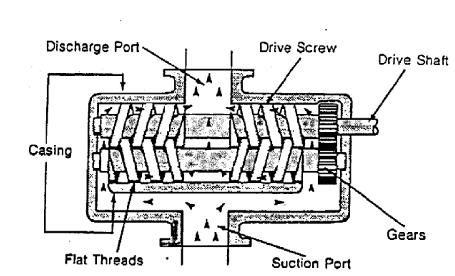 Discharge Port
Drive Screw
Drive Shaft
Casing
Gears
Flat Threads
Suction Port